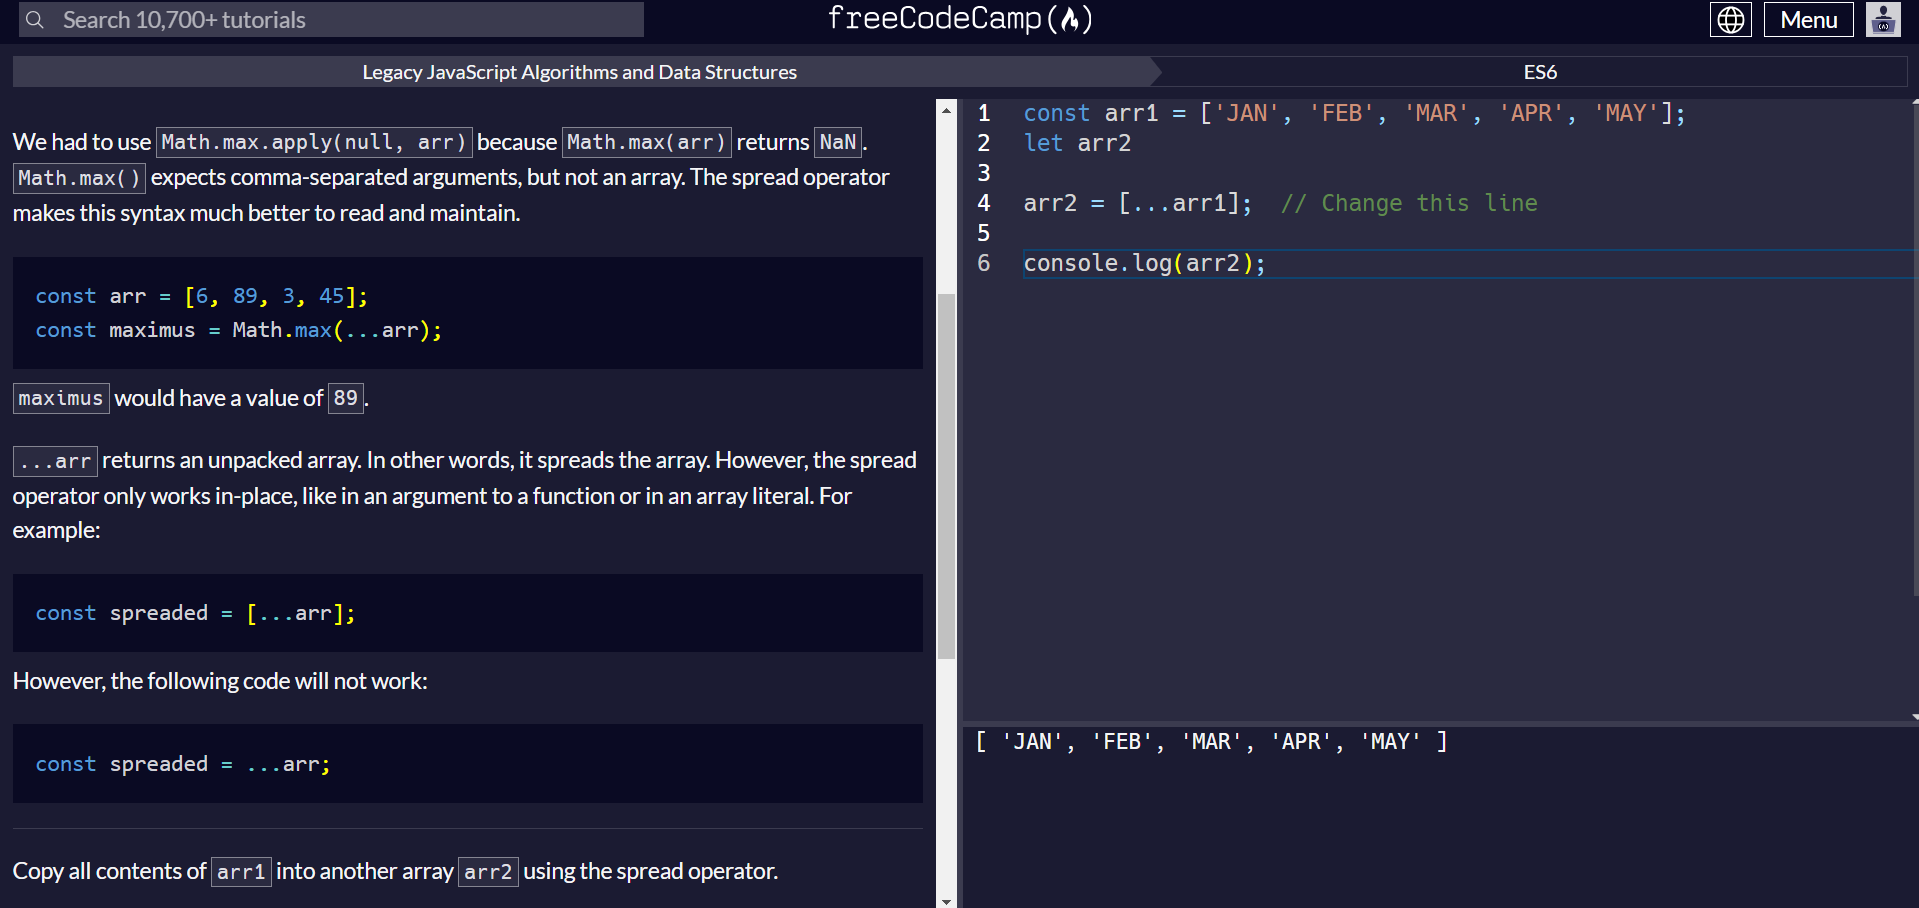 Search 10,700+ tutorials
freeCodeCamp(🔥)
Menu
Legacy JavaScript Algorithms and Data Structures
ES6
We had to use Math.max.apply(null, arr) because Math.max(arr) returns NaN.
Math.max() expects comma-separated arguments, but not an array. The spread operator
makes this syntax much better to read and maintain.
const arr = [6, 89, 3, 45];
const maximus = Math.max(...arr);
maximus would have a value of 89.
...arr returns an unpacked array. In other words, it spreads the array. However, the spread
operator only works in-place, like in an argument to a function or in an array literal. For
example:
const spreaded = [...arr];
However, the following code will not work:
const spreaded = ...arr;
Copy all contents of arr1 into another array arr2 using the spread operator.
1 const arr1 = ['JAN', 'FEB', 'MAR', 'APR', 'MAY'];
2 let arr2
3
4 arr2 = [...arr1];  // Change this line
5
6 console.log(arr2);
[ 'JAN', 'FEB', 'MAR', 'APR', 'MAY' ]